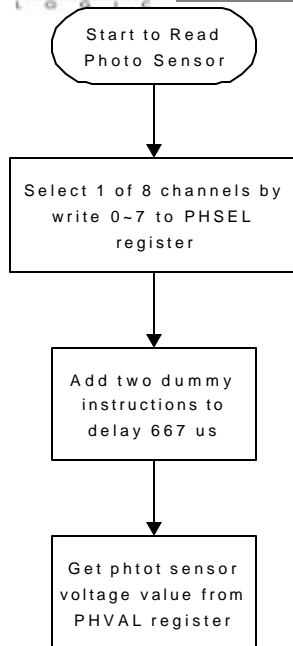 L O G I C
Start to Read
Photo Sensor
Select 1 of 8 channels by
write 0~7 to PHSEL
register
Add two dummy
instructions to
delay 667 us
Get phtot sensor
voltage value from
PHVAL register